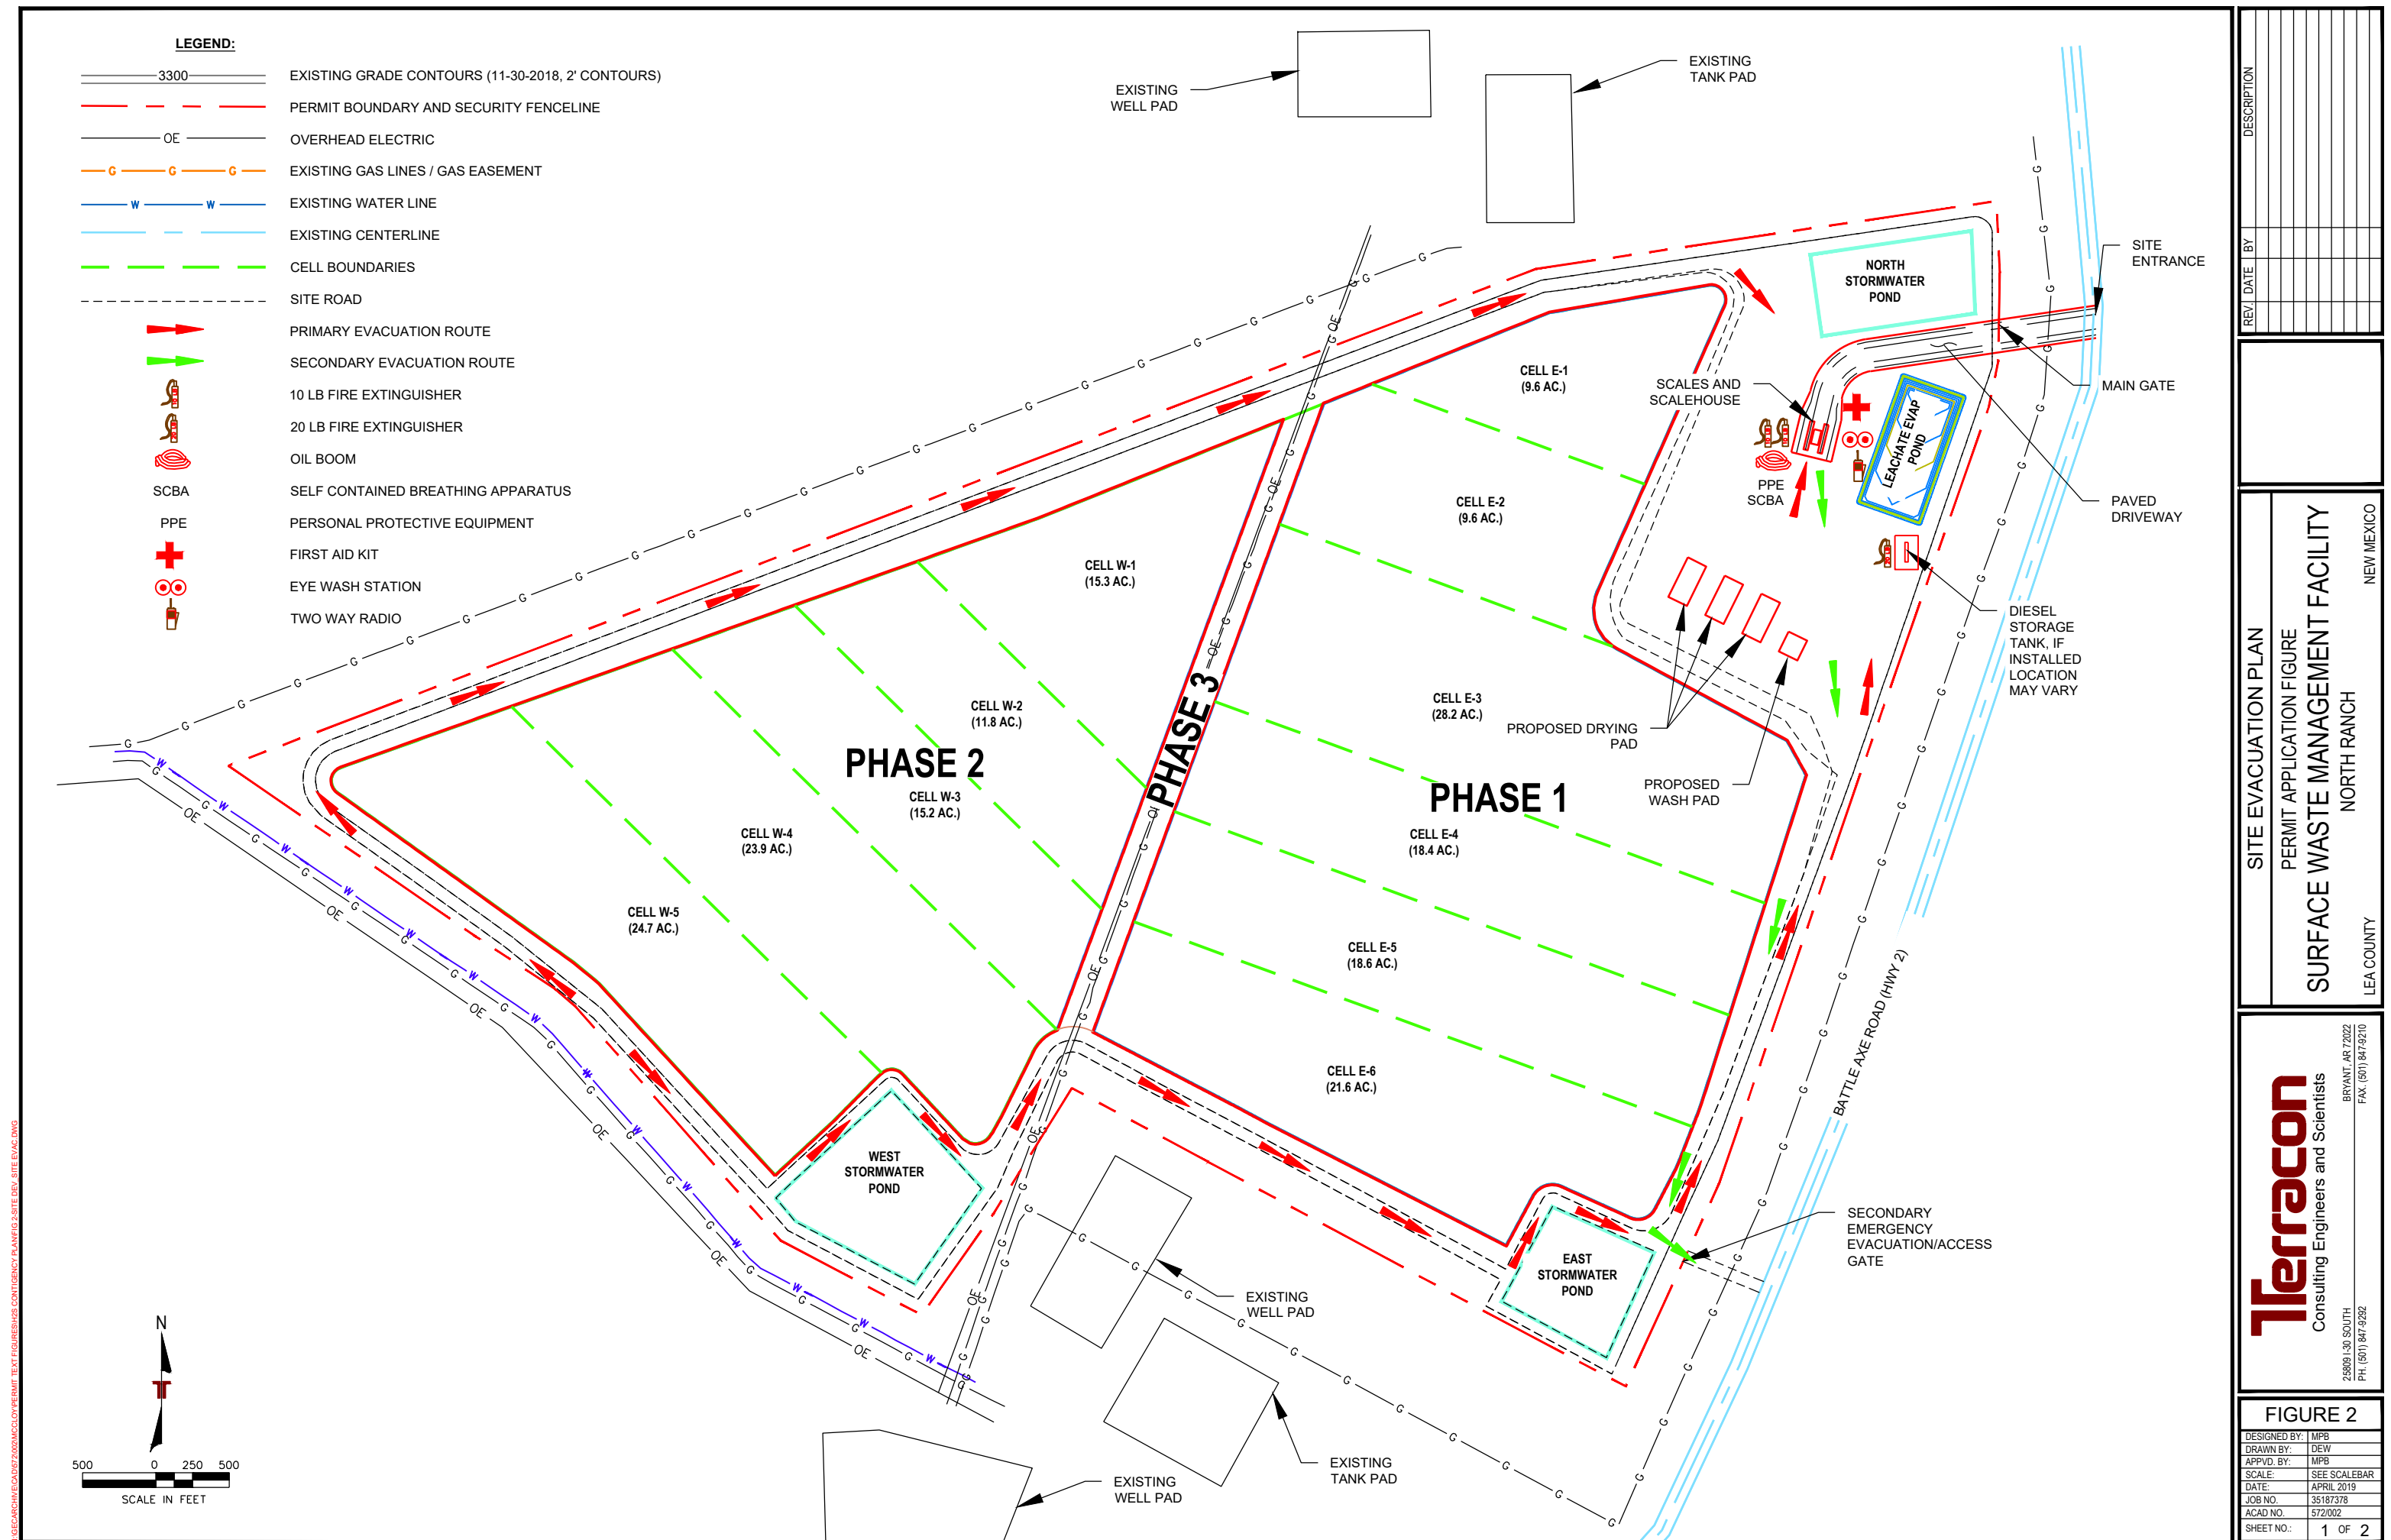 LEGEND:
3300
EXISTING GRADE CONTOURS (11-30-2018, 2' CONTOURS)
PERMIT BOUNDARY AND SECURITY FENCELINE
OE
OVERHEAD ELECTRIC
G G G
EXISTING GAS LINES / GAS EASEMENT
W W
EXISTING WATER LINE
EXISTING CENTERLINE
CELL BOUNDARIES
SITE ROAD
PRIMARY EVACUATION ROUTE
SECONDARY EVACUATION ROUTE
10 LB FIRE EXTINGUISHER
20 LB FIRE EXTINGUISHER
OIL BOOM
SCBA
SELF CONTAINED BREATHING APPARATUS
PPE
PERSONAL PROTECTIVE EQUIPMENT
FIRST AID KIT
EYE WASH STATION
TWO WAY RADIO
EXISTING
WELL PAD
EXISTING
TANK PAD
SITE
ENTRANCE
NORTH
STORMWATER
POND
MAIN GATE
SCALES AND
SCALEHOUSE
LEACHATE EVAP
POND
PPE
SCBA
PAVED
DRIVEWAY
DIESEL
STORAGE
TANK, IF
INSTALLED
LOCATION
MAY VARY
CELL E-1
(9.6 AC.)
CELL E-2
(9.6 AC.)
CELL E-3
(28.2 AC.)
PROPOSED DRYING
PAD
PROPOSED
WASH PAD
PHASE 1
CELL E-4
(18.4 AC.)
CELL E-5
(18.6 AC.)
CELL E-6
(21.6 AC.)
PHASE 3
CELL W-1
(15.3 AC.)
CELL W-2
(11.8 AC.)
PHASE 2
CELL W-3
(15.2 AC.)
CELL W-4
(23.9 AC.)
CELL W-5
(24.7 AC.)
WEST
STORMWATER
POND
EAST
STORMWATER
POND
BATTLE AXE ROAD (HWY 2)
SECONDARY
EMERGENCY
EVACUATION/ACCESS
GATE
EXISTING
WELL PAD
EXISTING
TANK PAD
EXISTING
WELL PAD
N
500 0 250 500
SCALE IN FEET
REV. DATE BY DESCRIPTION
SITE EVACUATION PLAN
PERMIT APPLICATION FIGURE
SURFACE WASTE MANAGEMENT FACILITY
NORTH RANCH
LEA COUNTY NEW MEXICO
Terracon
Consulting Engineers and Scientists
25809 I-30 SOUTH BRYANT, AR 72022
PH. (501) 847-9292 FAX. (501) 847-9210
FIGURE 2
DESIGNED BY: MPB
DRAWN BY: DEW
APPVD. BY: MPB
SCALE: SEE SCALEBAR
DATE: APRIL 2019
JOB NO. 35187378
ACAD NO. 572/002
SHEET NO.: 1 OF 2